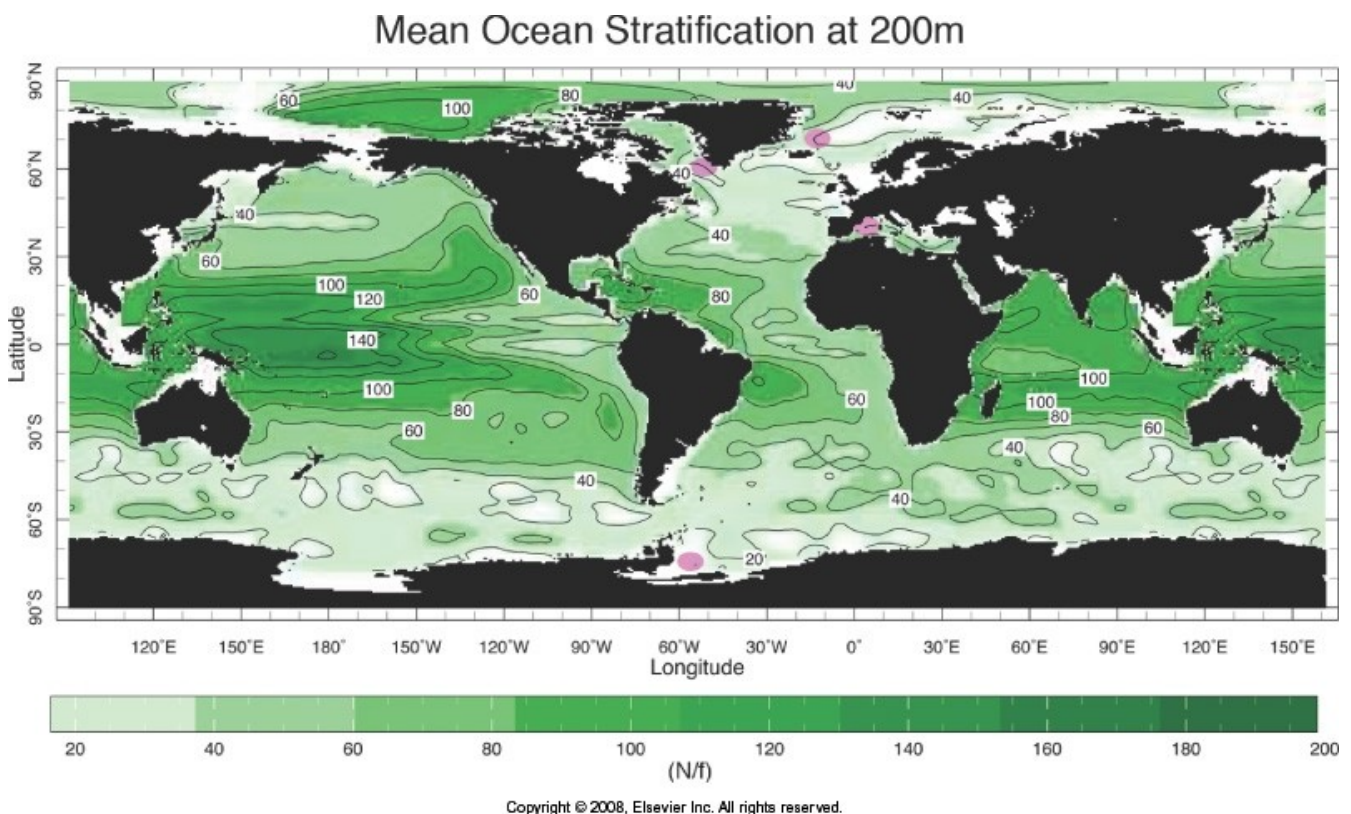 Mean Ocean Stratification at 200m
90°N
60°N
30°N
0°
30°S
60°S
90°S
Latitude
60
100
80
40
40
40
40
40
60
100
120
60
80
140
100
100
80
60
60
100
80
60
40
40
40
20
120°E
150°E
180°
150°W
120°W
90°W
60°W
30°W
0°
30°E
60°E
90°E
120°E
150°E
Longitude
20 40 60 80 100 120 140 160 180 200
(N/f)
Copyright © 2008, Elsevier Inc. All rights reserved.